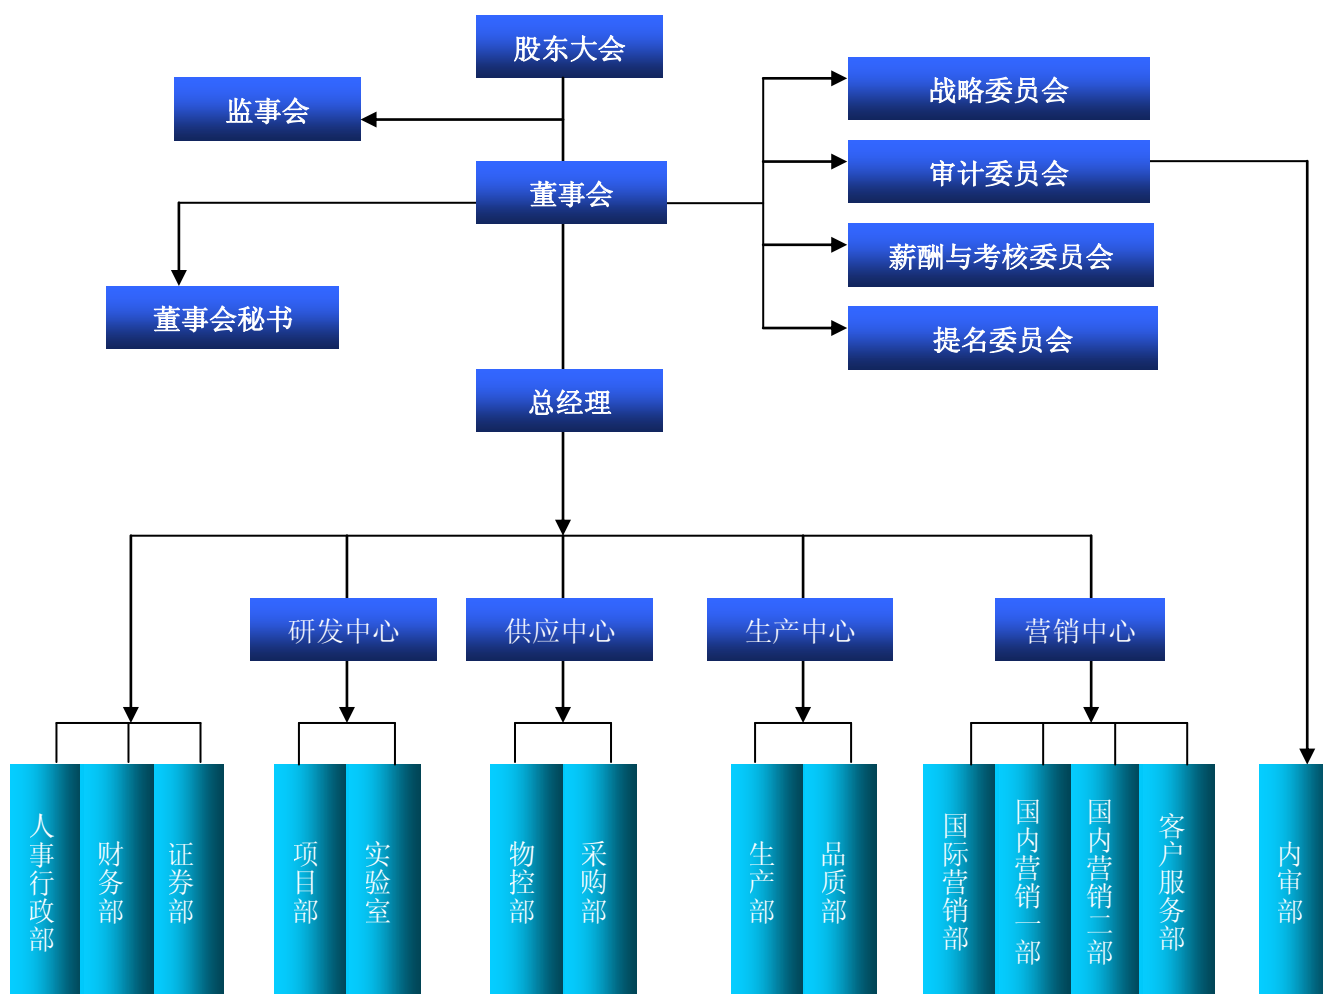 股东大会
监事会
战略委员会
审计委员会
董事会
薪酬与考核委员会
董事会秘书
提名委员会
总经理
研发中心
供应中心
生产中心
营销中心
人事行政部
财务部
证券部
项目部
实验室
物控部
采购部
生产部
品质部
国际营销部
国内营销一部
国内营销二部
客户服务部
内审部